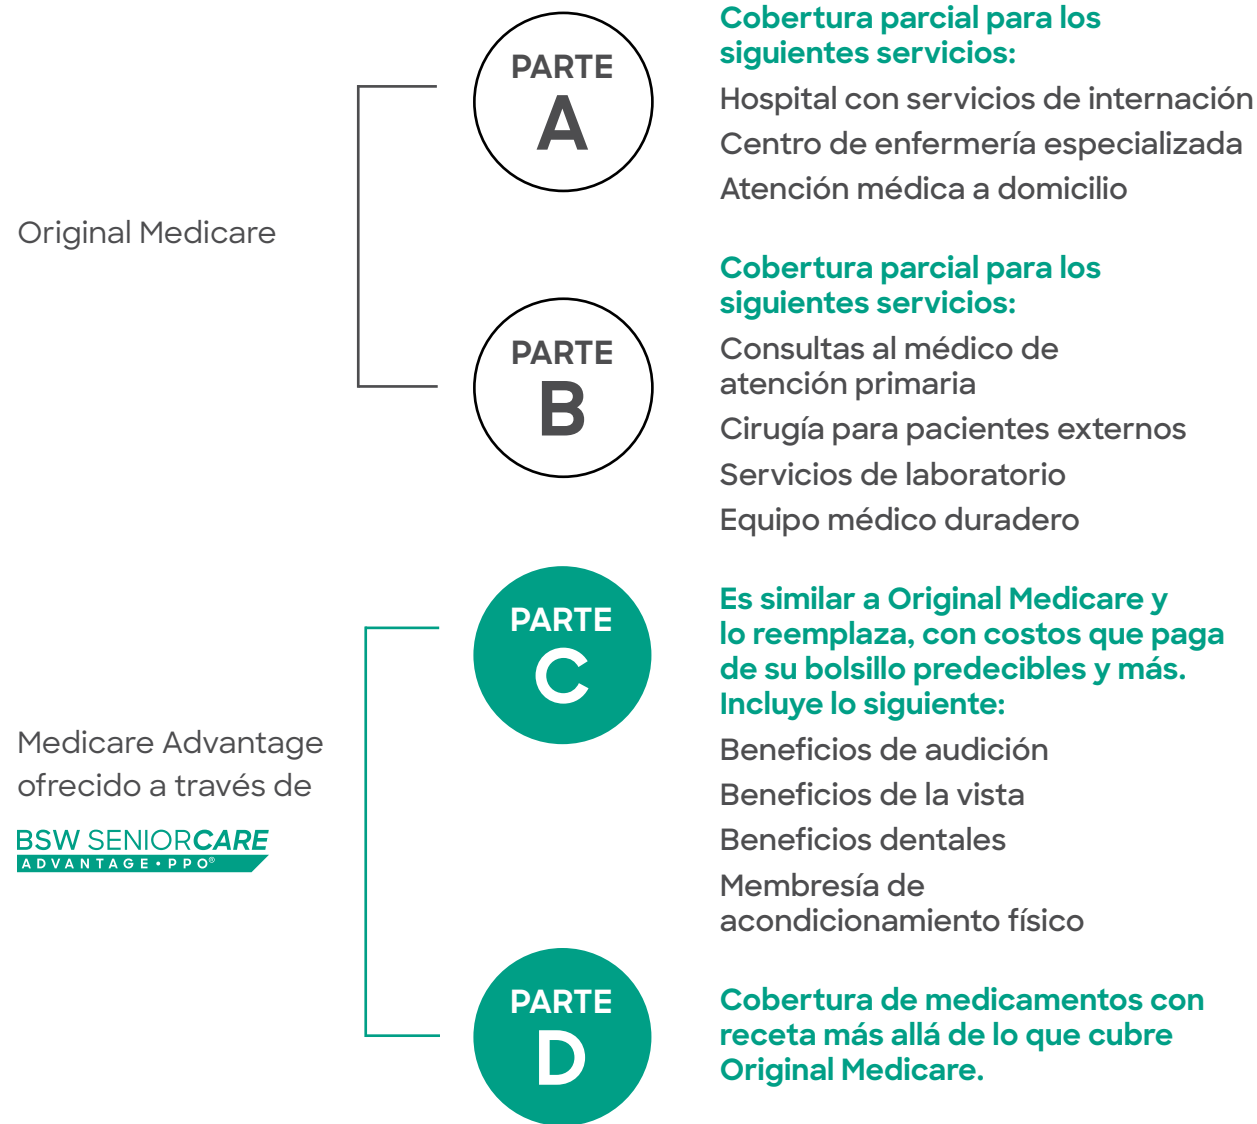 Original Medicare
PARTE
A
Cobertura parcial para los
siguientes servicios:
Hospital con servicios de internación
Centro de enfermería especializada
Atención médica a domicilio
PARTE
B
Cobertura parcial para los
siguientes servicios:
Consultas al médico de
atención primaria
Cirugía para pacientes externos
Servicios de laboratorio
Equipo médico duradero
Medicare Advantage
ofrecido a través de
BSW SENIORCARE
ADVANTAGE • PPO®
PARTE
C
Es similar a Original Medicare y
lo reemplaza, con costos que paga
de su bolsillo predecibles y más.
Incluye lo siguiente:
Beneficios de audición
Beneficios de la vista
Beneficios dentales
Membresía de
acondicionamiento físico
PARTE
D
Cobertura de medicamentos con
receta más allá de lo que cubre
Original Medicare.